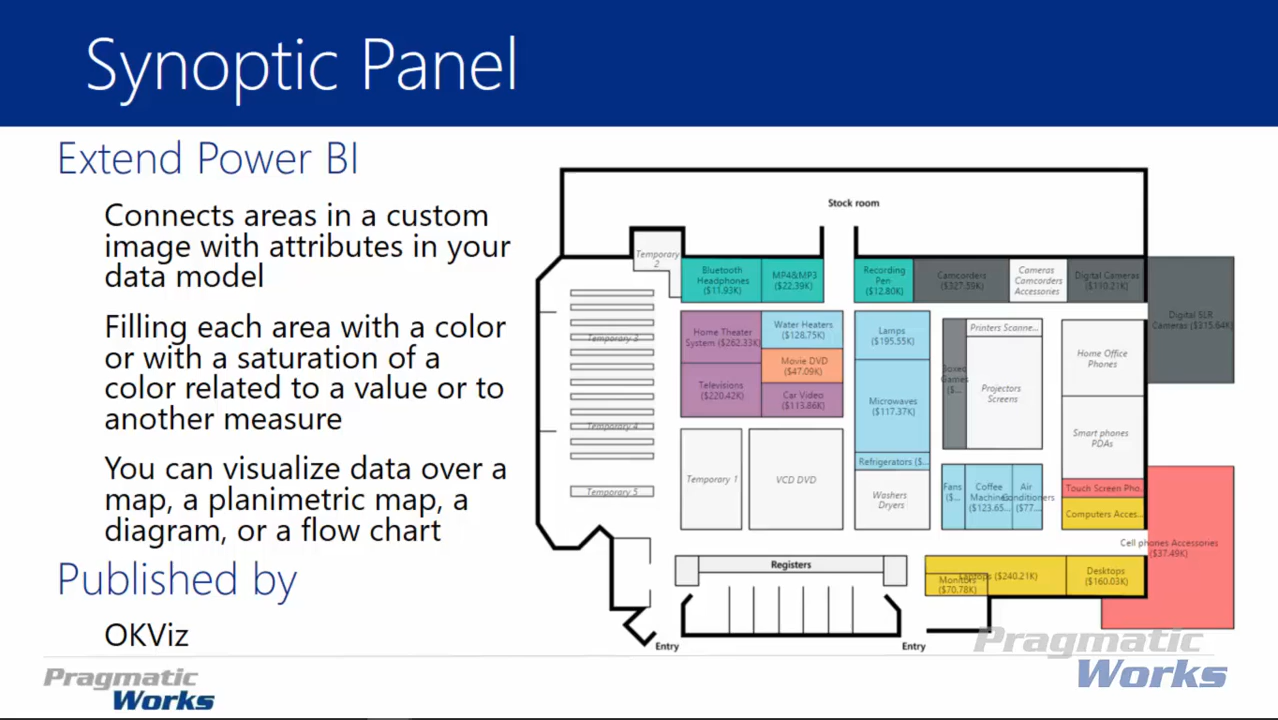 Synoptic Panel
Extend Power BI
Connects areas in a custom
image with attributes in your
data model
Filling each area with a color
or with a saturation of a
color related to a value or to
another measure
You can visualize data over a
map, a planimetric map, a
diagram, or a flow chart
Published by
OKViz
Pragmatic
Works
Stock room
Temporary
2
Bluetooth
Headphones
($11.93K)
MP4&MP3
($22.39K)
Recording
Pen
($12.80K)
Camcorders
($327.59K)
Cameras
Camcorders
Accessories
Digital Cameras
($110.21K)
Digital SLR
Cameras ($315.64K)
Temporary 3
Home Theater
System ($262.33K)
Water Heaters
($128.75K)
Movie DVD
($47.09K)
Televisions
($220.42K)
Car Video
($113.86K)
Lamps
($195.55K)
Microwaves
($117.37K)
Refrigerators ($...
Washers
Dryers
Boxed
Games
($...
Printers Scanne...
Projectors
Screens
Home Office
Phones
Smart phones
PDAs
Touch Screen Pho...
Computers Acces...
Temporary 4
Temporary 5
Temporary 1
VCD DVD
Fans
($...
Coffee
Machine
($123.65...
Air
Conditioners
($77...
Cell phones Accessories
($37.49K)
Registers
Laptops ($240.21K)
Monitors
($70.78K)
Desktops
($160.03K)
Entry
Entry
Pragmatic
Works